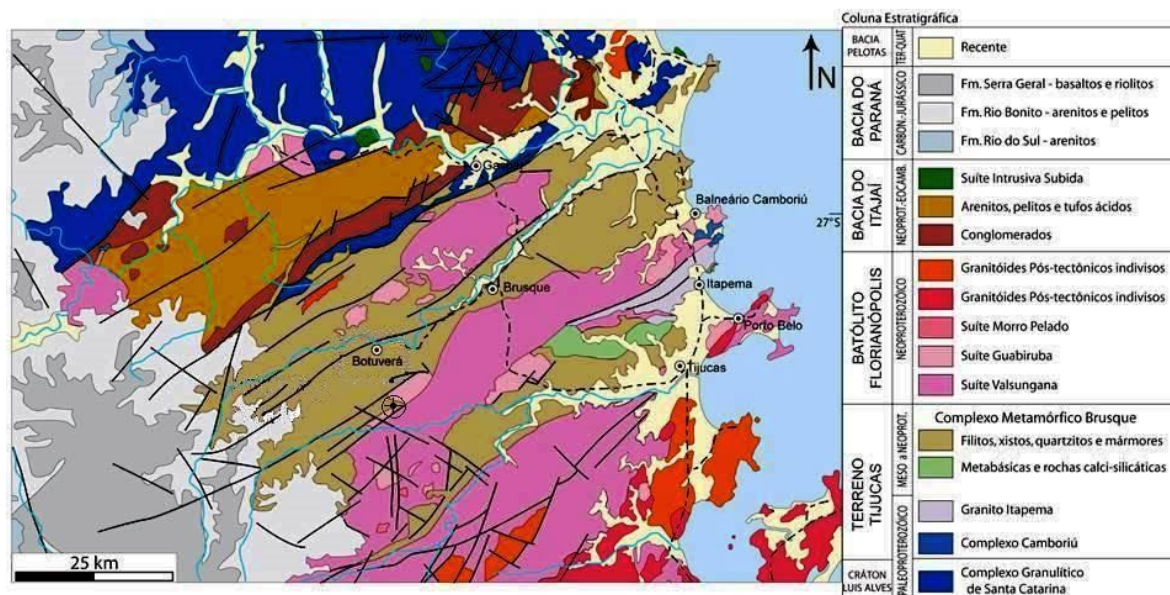 Coluna Estratigráfica
BACIA
PELOTAS
TER-QUAT
Recente
BACIA DO
PARANÁ
CARBON.-JURÁSSICO
Fm. Serra Geral - basaltos e riolitos
Fm. Rio Bonito - arenitos e pelitos
Fm. Rio do Sul - arenitos
BACIA DO
ITAJAÍ
NEOPROT.-EOCAMB.
Suíte Intrusiva Subida
Arenitos, pelitos e tufos ácidos
Conglomerados
BATÓLITO
FLORIANÓPOLIS
NEOPROTEROZÓICO
Granitóides Pós-tectônicos indivisos
Granitóides Pós-tectônicos indivisos
Suíte Morro Pelado
Suíte Guabiruba
Suíte Valsungana
TERRENO
TIJUCAS
MESO a NEOPROT.
Complexo Metamórfico Brusque
Filitos, xistos, quartzitos e mármores
Metabásicas e rochas calci-silicáticas
PALEOPROTEROZÓICO
Granito Itapema
Complexo Camboriú
CRÁTON
LUIS ALVES
Complexo Granulítico
de Santa Catarina
N
Balneário Camboriú
27°S
Itapema
Brusque
Porto Belo
Botuverá
Tijucas
25 km